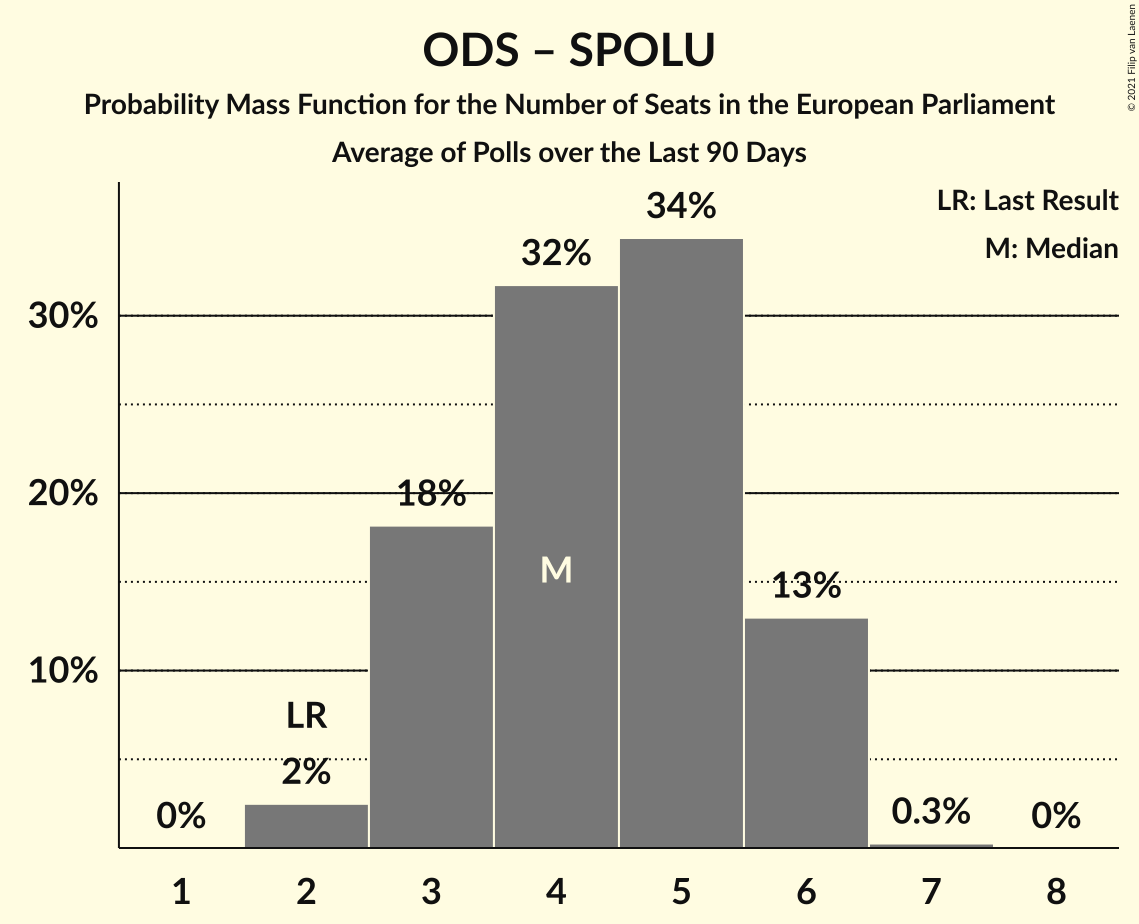 ODS – SPOLU
Probability Mass Function for the Number of Seats in the European Parliament
Average of Polls over the Last 90 Days
© 2021 Filip van Laenen
LR: Last Result
M: Median
30%
20%
10%
0%
LR
2%
18%
32%
M
34%
13%
0.3%
0%
1 2 3 4 5 6 7 8